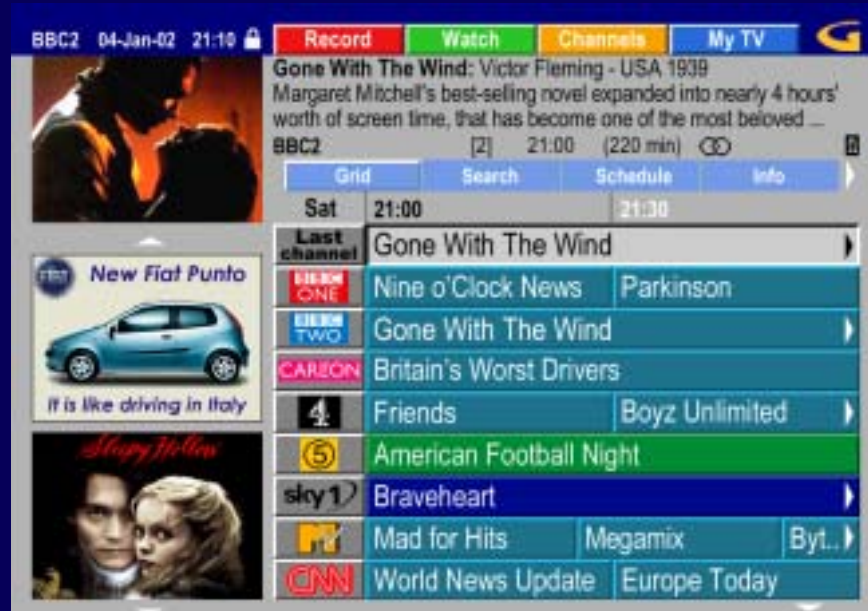 BBC2 04-Jan-02 21:10 Record Watch Channels My TV G
Gone With The Wind: Victor Fleming - USA 1939
Margaret Mitchell's best-selling novel expanded into nearly 4 hours'
worth of screen time, that has become one of the most beloved ...
BBC2 [2] 21:00 (220 min)
Grid Search Schedule Info
Sat 21:00 21:30
Last channel Gone With The Wind
BBC ONE Nine o'Clock News Parkinson
BBC TWO Gone With The Wind
CARLTON Britain's Worst Drivers
4 Friends Boyz Unlimited
5 American Football Night
sky 1 Braveheart
MTV Mad for Hits Megamix Byt..
CNN World News Update Europe Today
FIAT New Fiat Punto
It is like driving in Italy
Sleepy Hollow